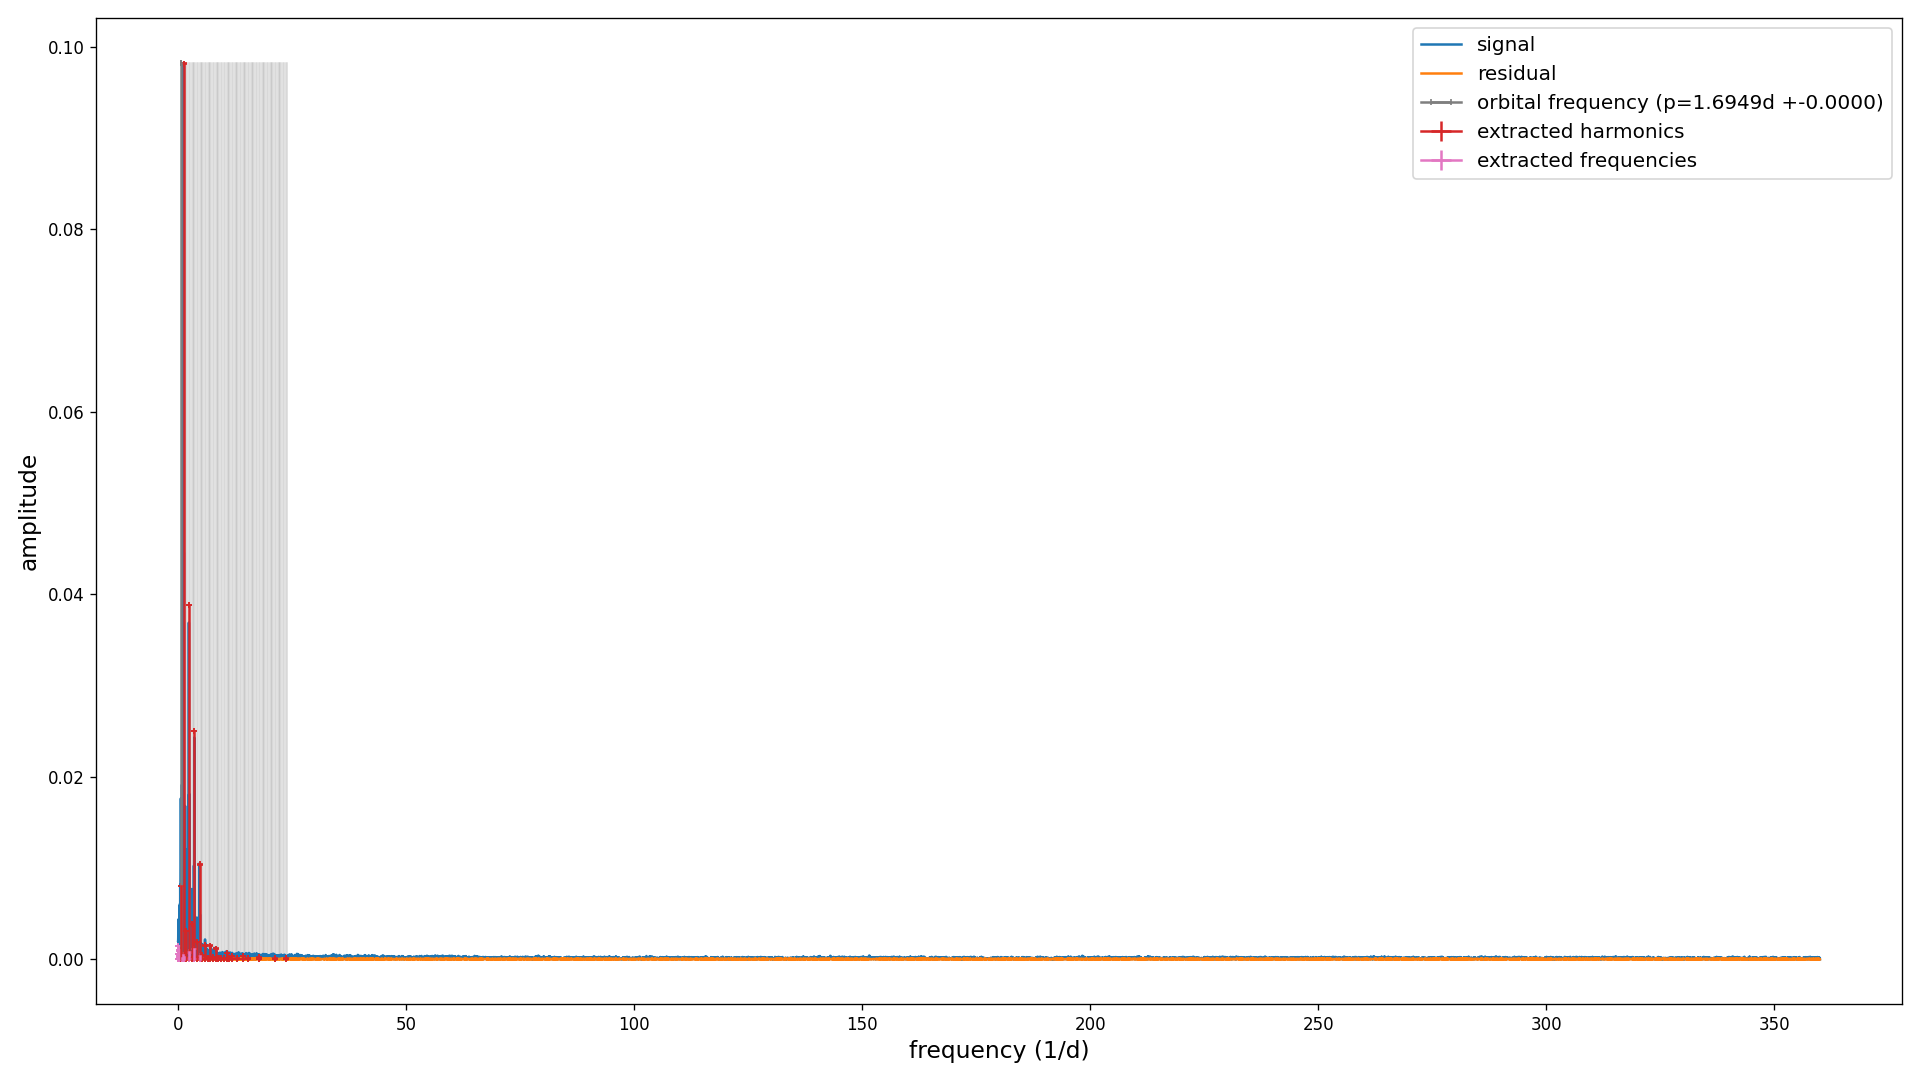 0.10
0.08
0.06
0.04
0.02
0.00
amplitude
0
50
100
150
200
250
300
350
frequency (1/d)
signal
residual
orbital frequency (p=1.6949d +-0.0000)
extracted harmonics
extracted frequencies